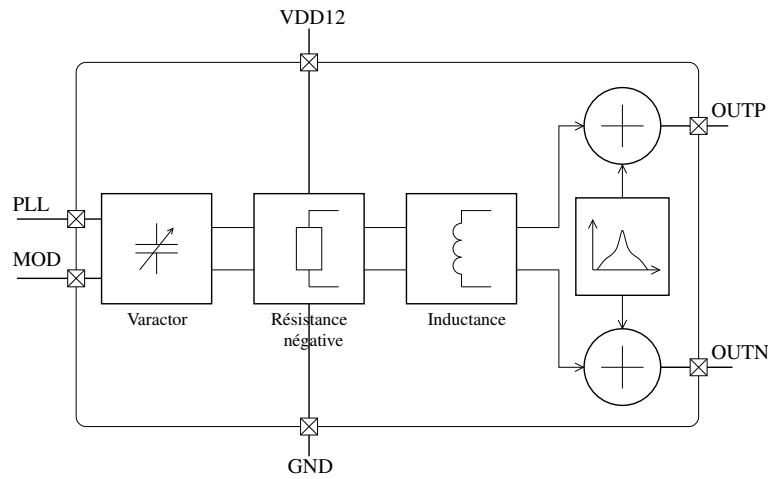 VDD12
OUTP
PLL
MOD
Varactor
Résistance
négative
Inductance
OUTN
GND